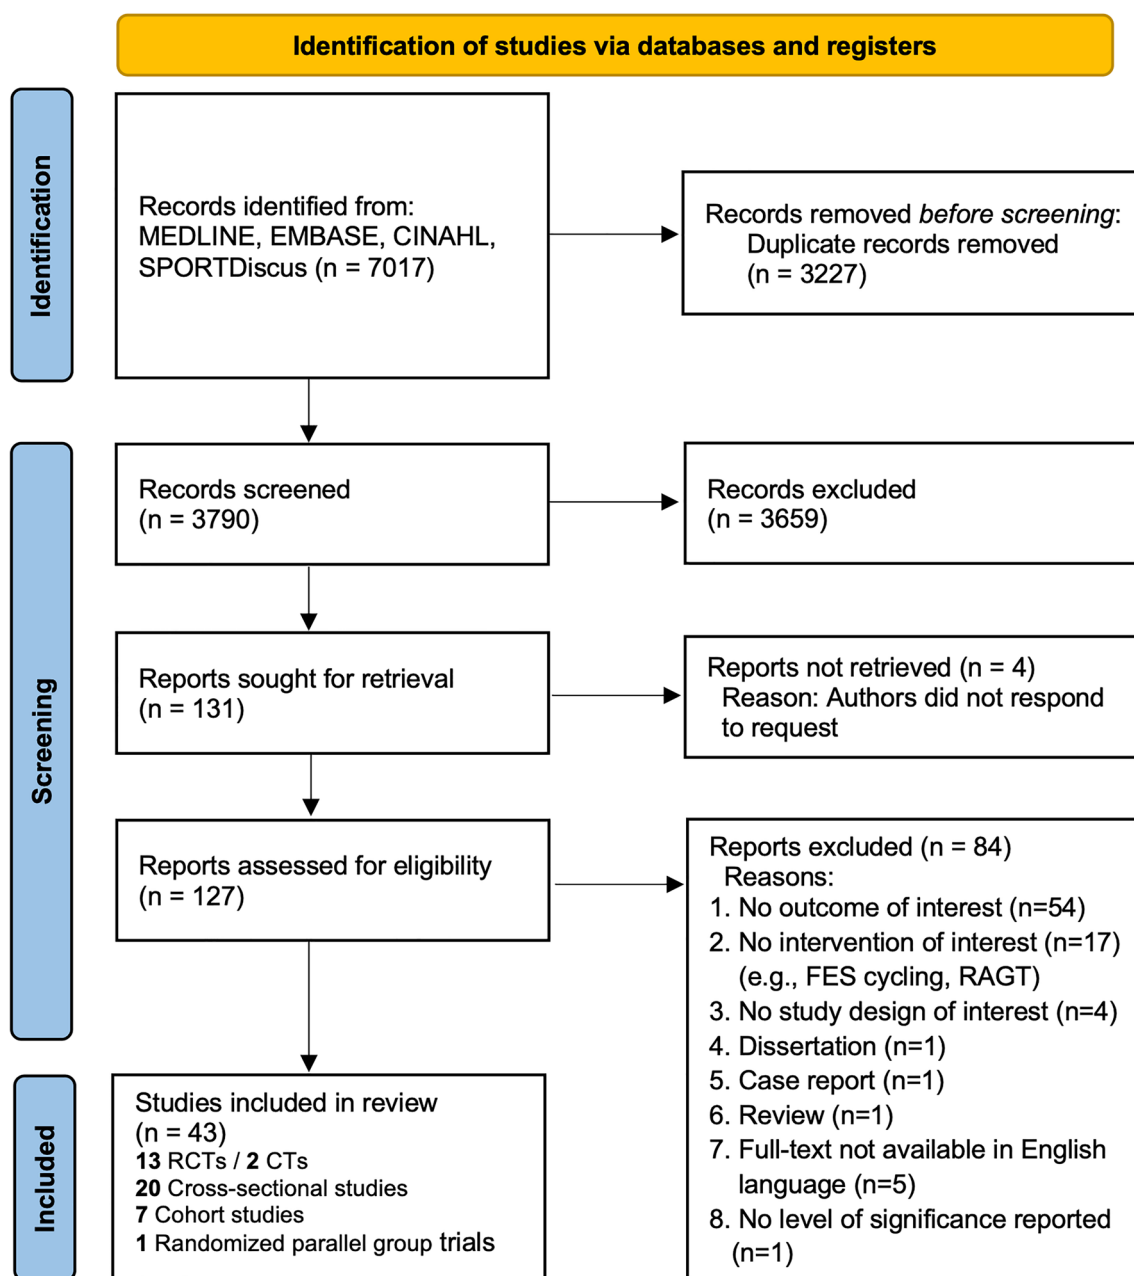 Identification of studies via databases and registers
Identification
Records identified from:
MEDLINE, EMBASE, CINAHL,
SPORTDiscus (n = 7017)
Records removed before screening:
Duplicate records removed
(n = 3227)
Screening
Records screened
(n = 3790)
Records excluded
(n = 3659)
Reports sought for retrieval
(n = 131)
Reports not retrieved (n = 4)
Reason: Authors did not respond
to request
Reports assessed for eligibility
(n = 127)
Reports excluded (n = 84)
Reasons:
1. No outcome of interest (n=54)
2. No intervention of interest (n=17)
(e.g., FES cycling, RAGT)
3. No study design of interest (n=4)
4. Dissertation (n=1)
5. Case report (n=1)
6. Review (n=1)
7. Full-text not available in English
language (n=5)
8. No level of significance reported
(n=1)
Included
Studies included in review
(n = 43)
13 RCTs / 2 CTs
20 Cross-sectional studies
7 Cohort studies
1 Randomized parallel group trials